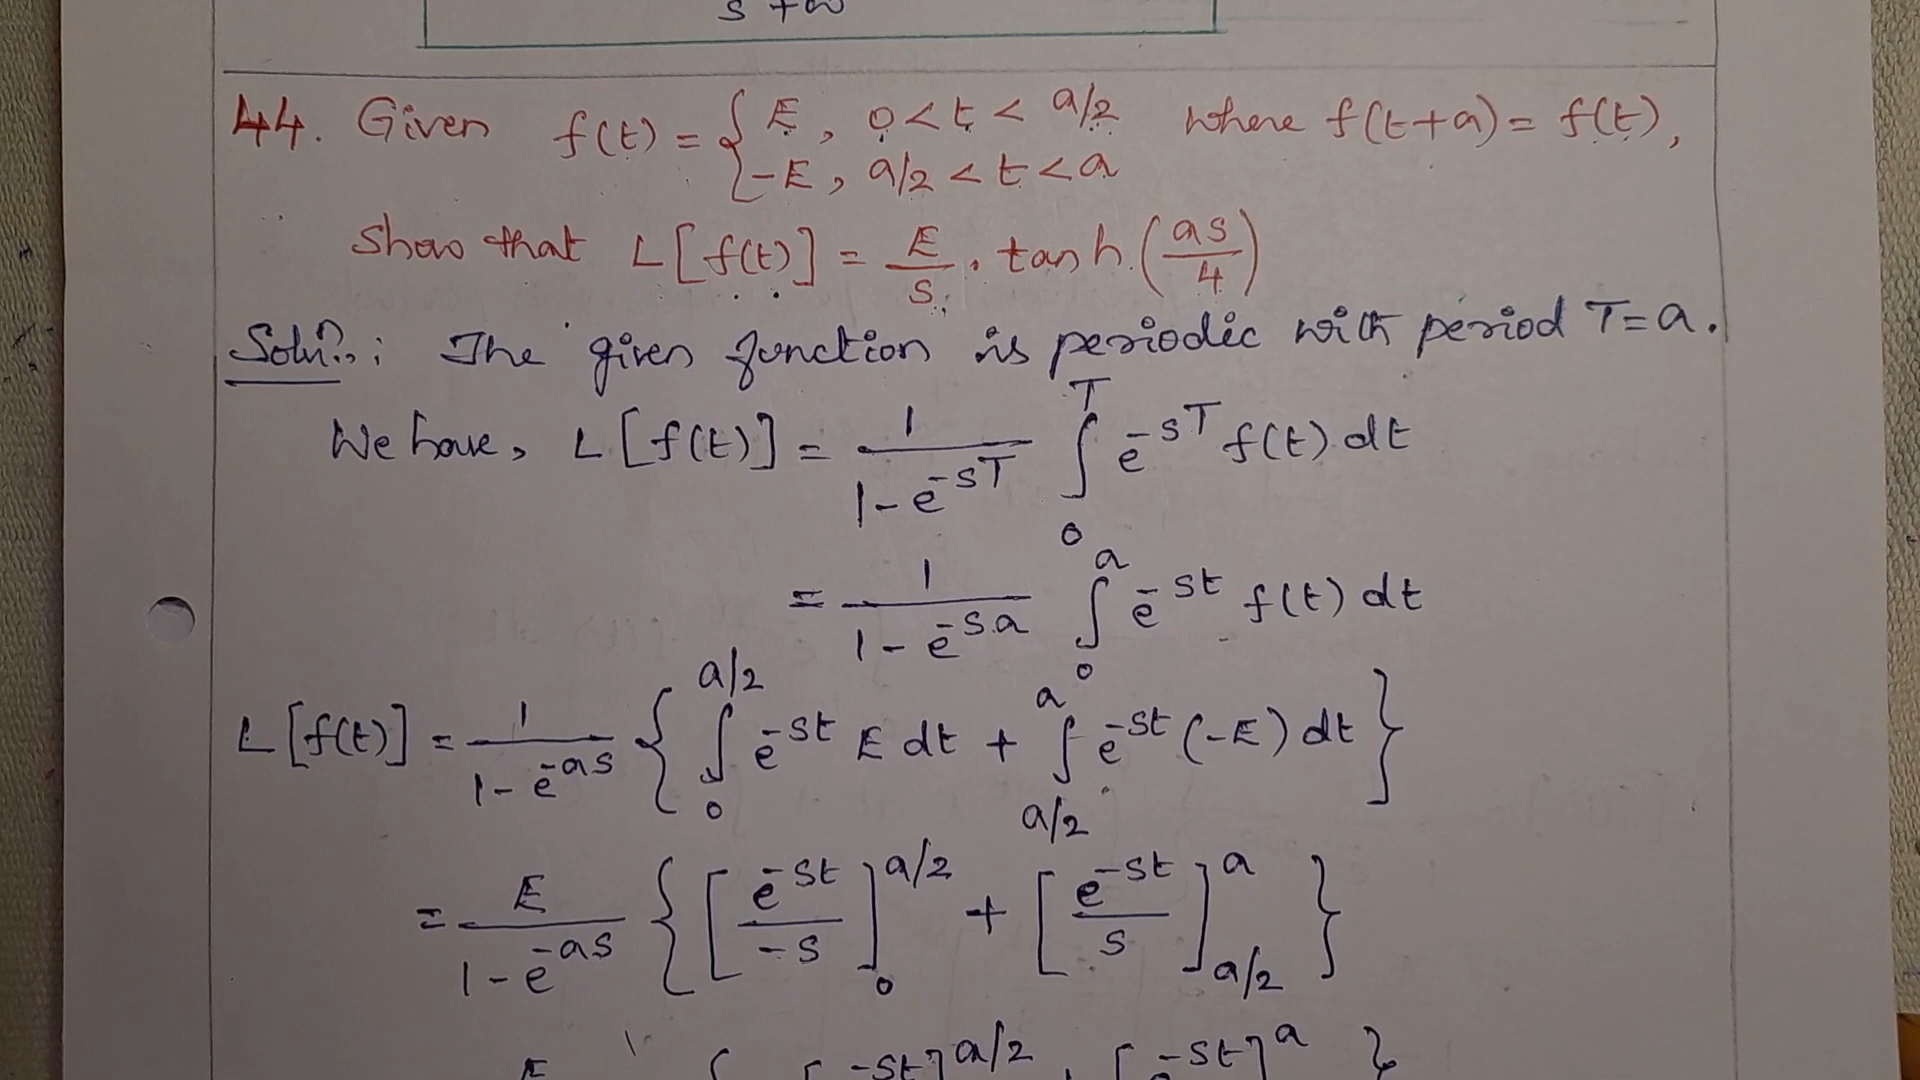 s + ∞
44. Given f(t) = { E, 0 < t < a/2 where f(t+a) = f(t),
-E, a/2 < t < a
Show that L[f(t)] = E/s . tanh (as/4)
Soln.: The given function is periodic with period T = a.
We have, L[f(t)] = 1/(1 - e^-sT) ∫_0^T e^-sT f(t) dt
= 1/(1 - e^-sa) ∫_0^a e^-st f(t) dt
L[f(t)] = 1/(1 - e^-as) { ∫_0^a/2 e^-st E dt + ∫_a/2^a e^-st (-E) dt }
= E/(1 - e^-as) { [e^-st/-s]_0^a/2 + [e^-st/s]_a/2^a }